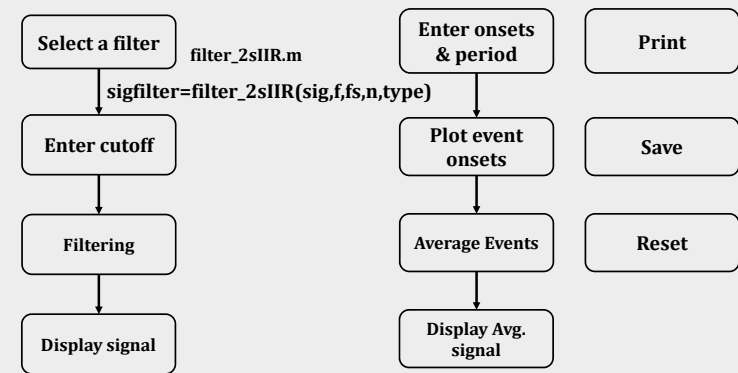 Select a filter
filter_2sIIR.m
sigfilter=filter_2sIIR(sig,f,fs,n,type)
Enter cutoff
Filtering
Display signal
Enter onsets
& period
Plot event
onsets
Average Events
Display Avg.
signal
Print
Save
Reset